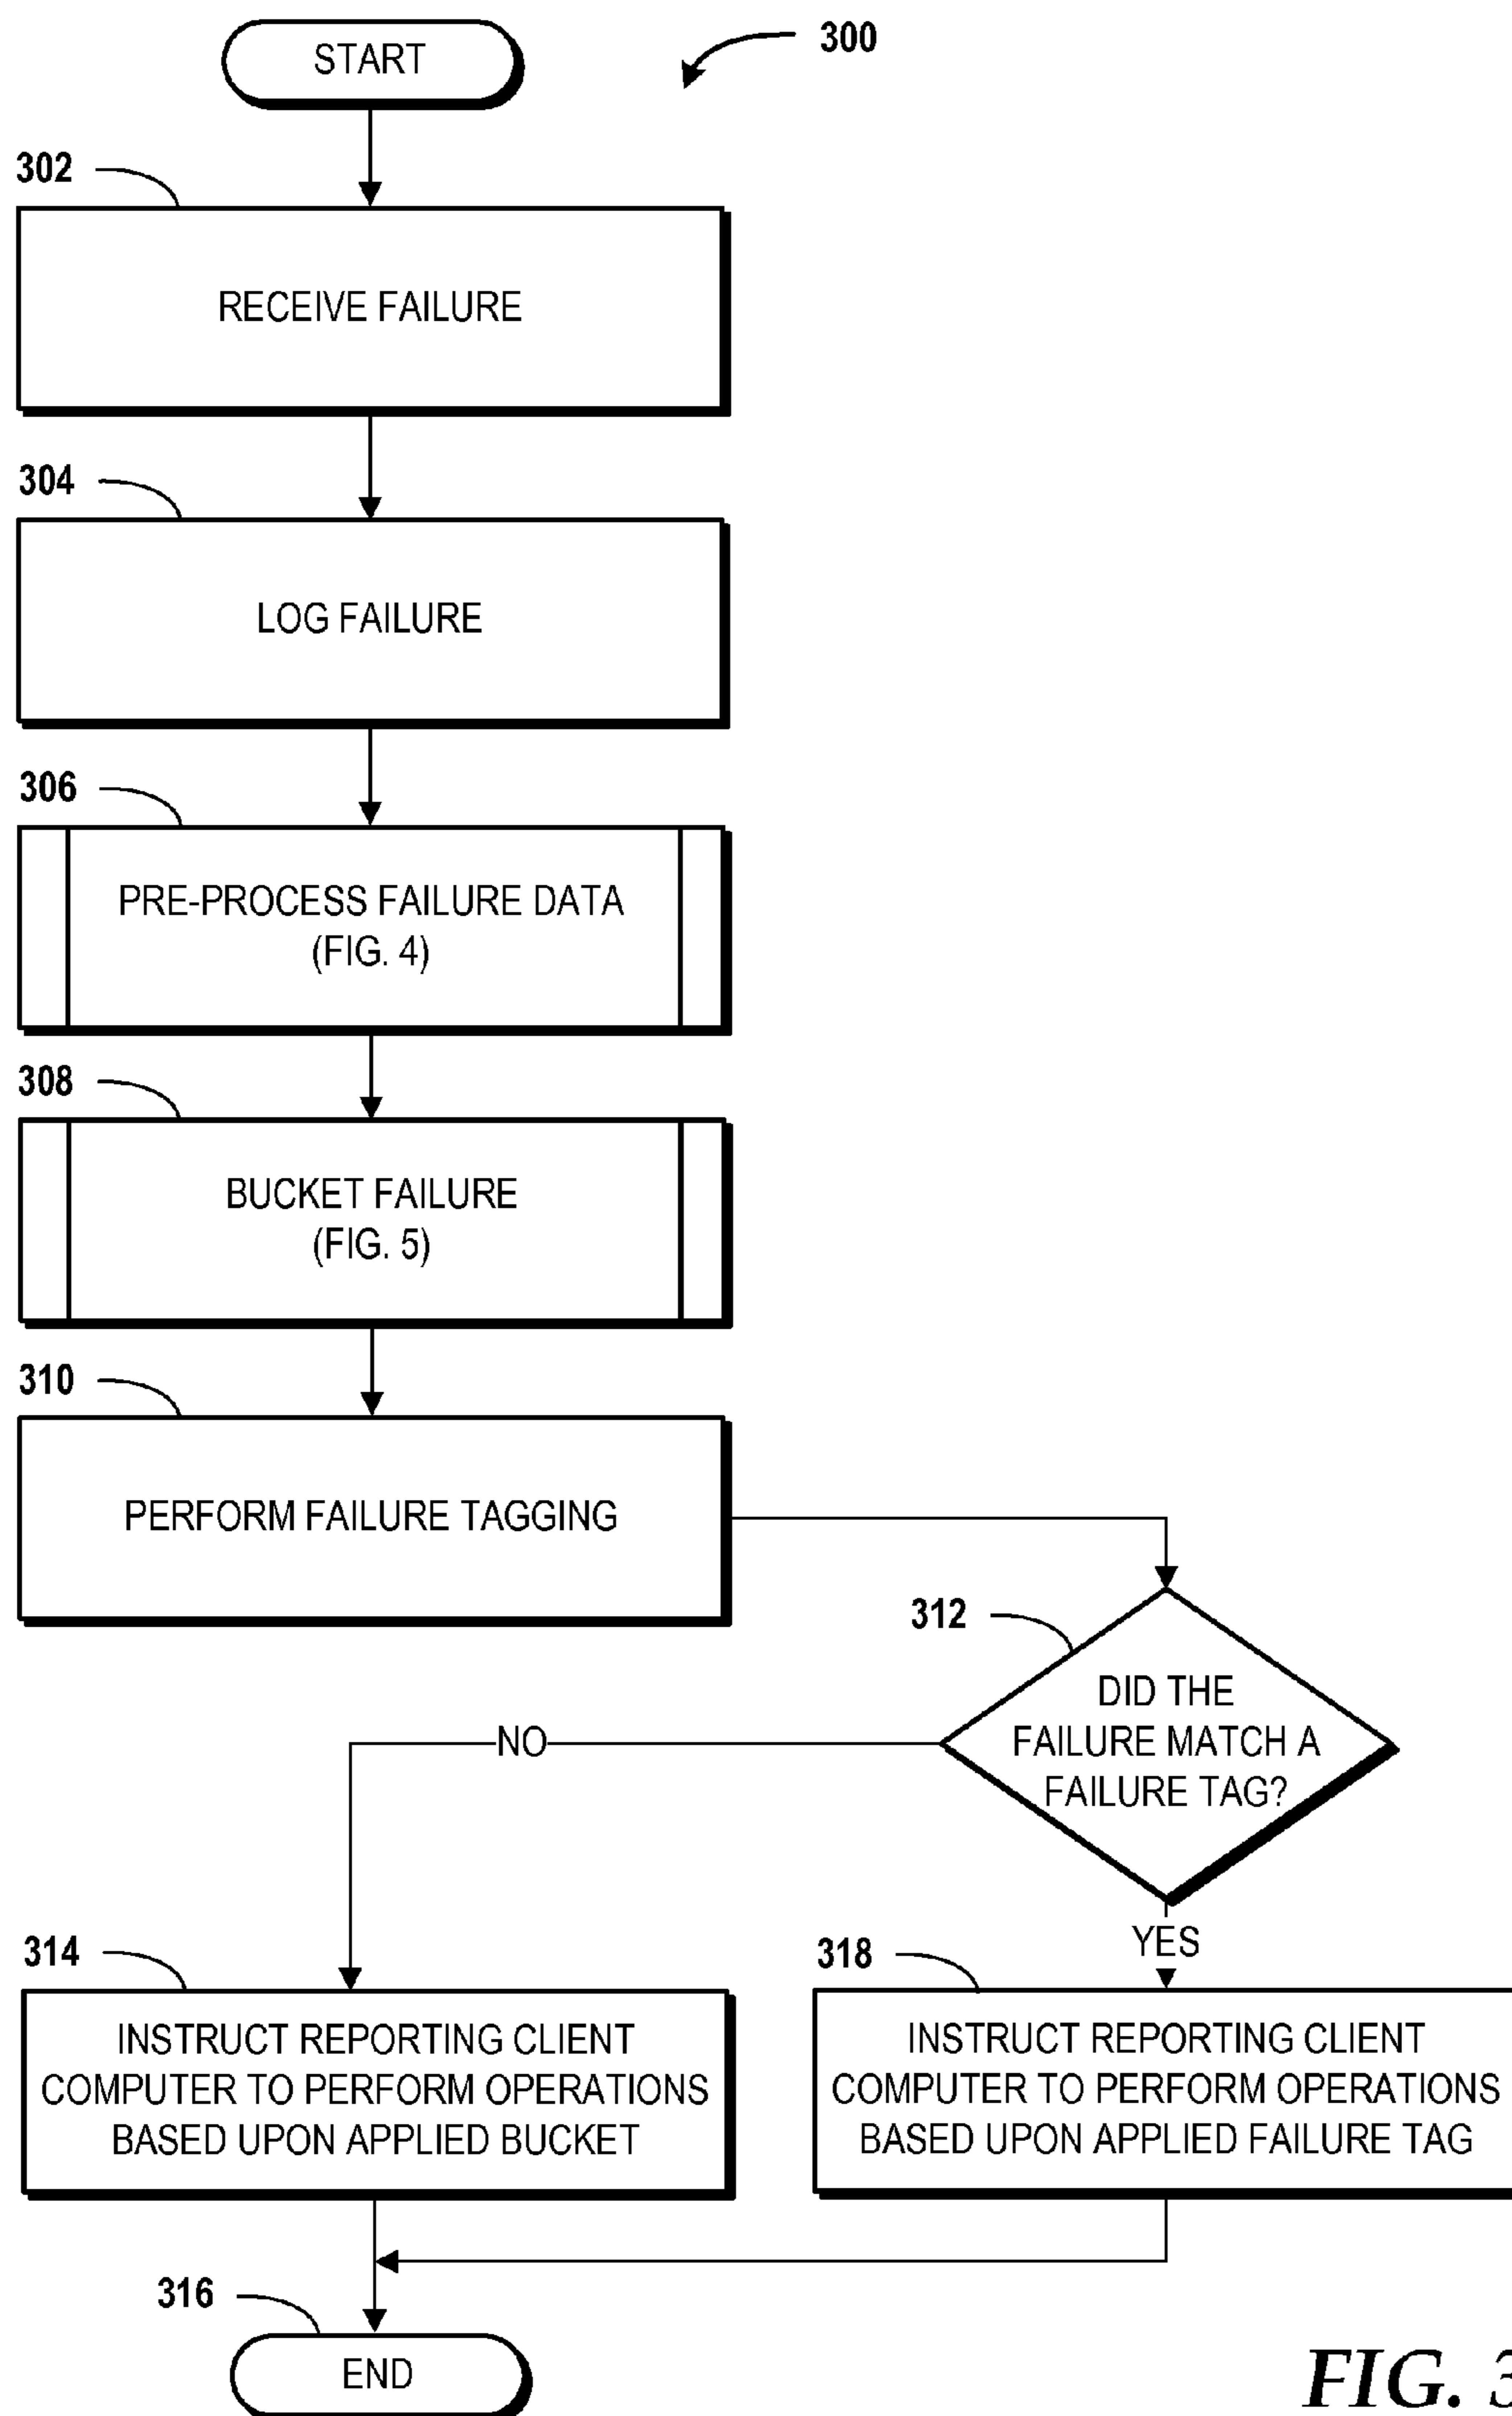 START
300
302
RECEIVE FAILURE
304
LOG FAILURE
306
PRE-PROCESS FAILURE DATA
(FIG. 4)
308
BUCKET FAILURE
(FIG. 5)
310
PERFORM FAILURE TAGGING
312
DID THE
FAILURE MATCH A
FAILURE TAG?
NO
YES
314
INSTRUCT REPORTING CLIENT
COMPUTER TO PERFORM OPERATIONS
BASED UPON APPLIED BUCKET
318
INSTRUCT REPORTING CLIENT
COMPUTER TO PERFORM OPERATIONS
BASED UPON APPLIED FAILURE TAG
316
END
FIG. 3